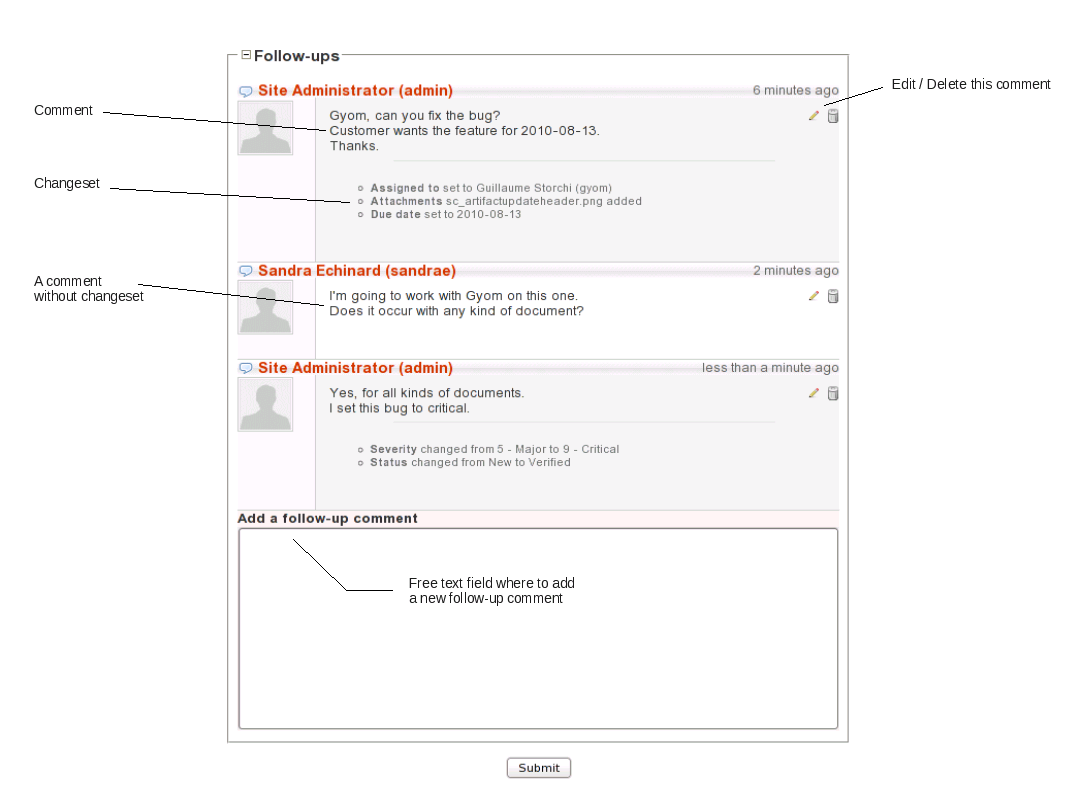 Follow-ups
Site Administrator (admin)
6 minutes ago
Edit / Delete this comment
Comment
Gyom, can you fix the bug?
Customer wants the feature for 2010-08-13.
Thanks.
Changeset
Assigned to set to Guillaume Storchi (gyom)
Attachments sc_artifactupdateheader.png added
Due date set to 2010-08-13
Sandra Echinard (sandrae)
2 minutes ago
A comment
without changeset
I'm going to work with Gyom on this one.
Does it occur with any kind of document?
Site Administrator (admin)
less than a minute ago
Yes, for all kinds of documents.
I set this bug to critical.
Severity changed from 5 - Major to 9 - Critical
Status changed from New to Verified
Add a follow-up comment
Free text field where to add
a new follow-up comment
Submit